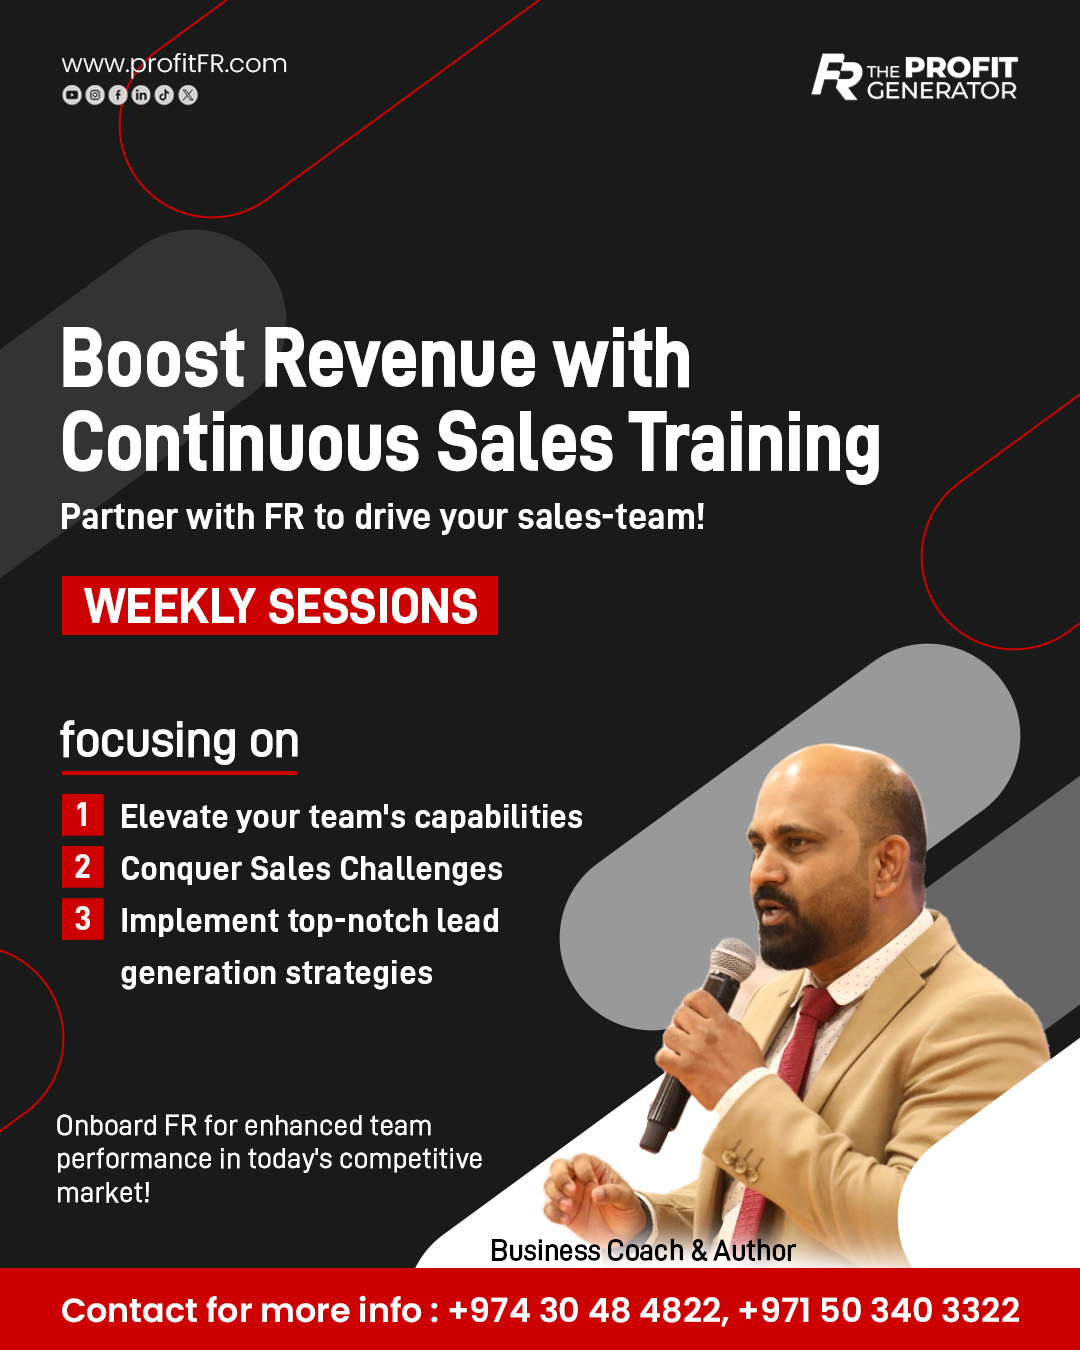 www.profitFR.com
FR THE PROFIT
GENERATOR
Boost Revenue with
Continuous Sales Training
Partner with FR to drive your sales-team!
WEEKLY SESSIONS
focusing on
1 Elevate your team's capabilities
2 Conquer Sales Challenges
3 Implement top-notch lead
generation strategies
Onboard FR for enhanced team
performance in today's competitive
market!
Business Coach & Author
Contact for more info : +974 30 48 4822, +971 50 340 3322